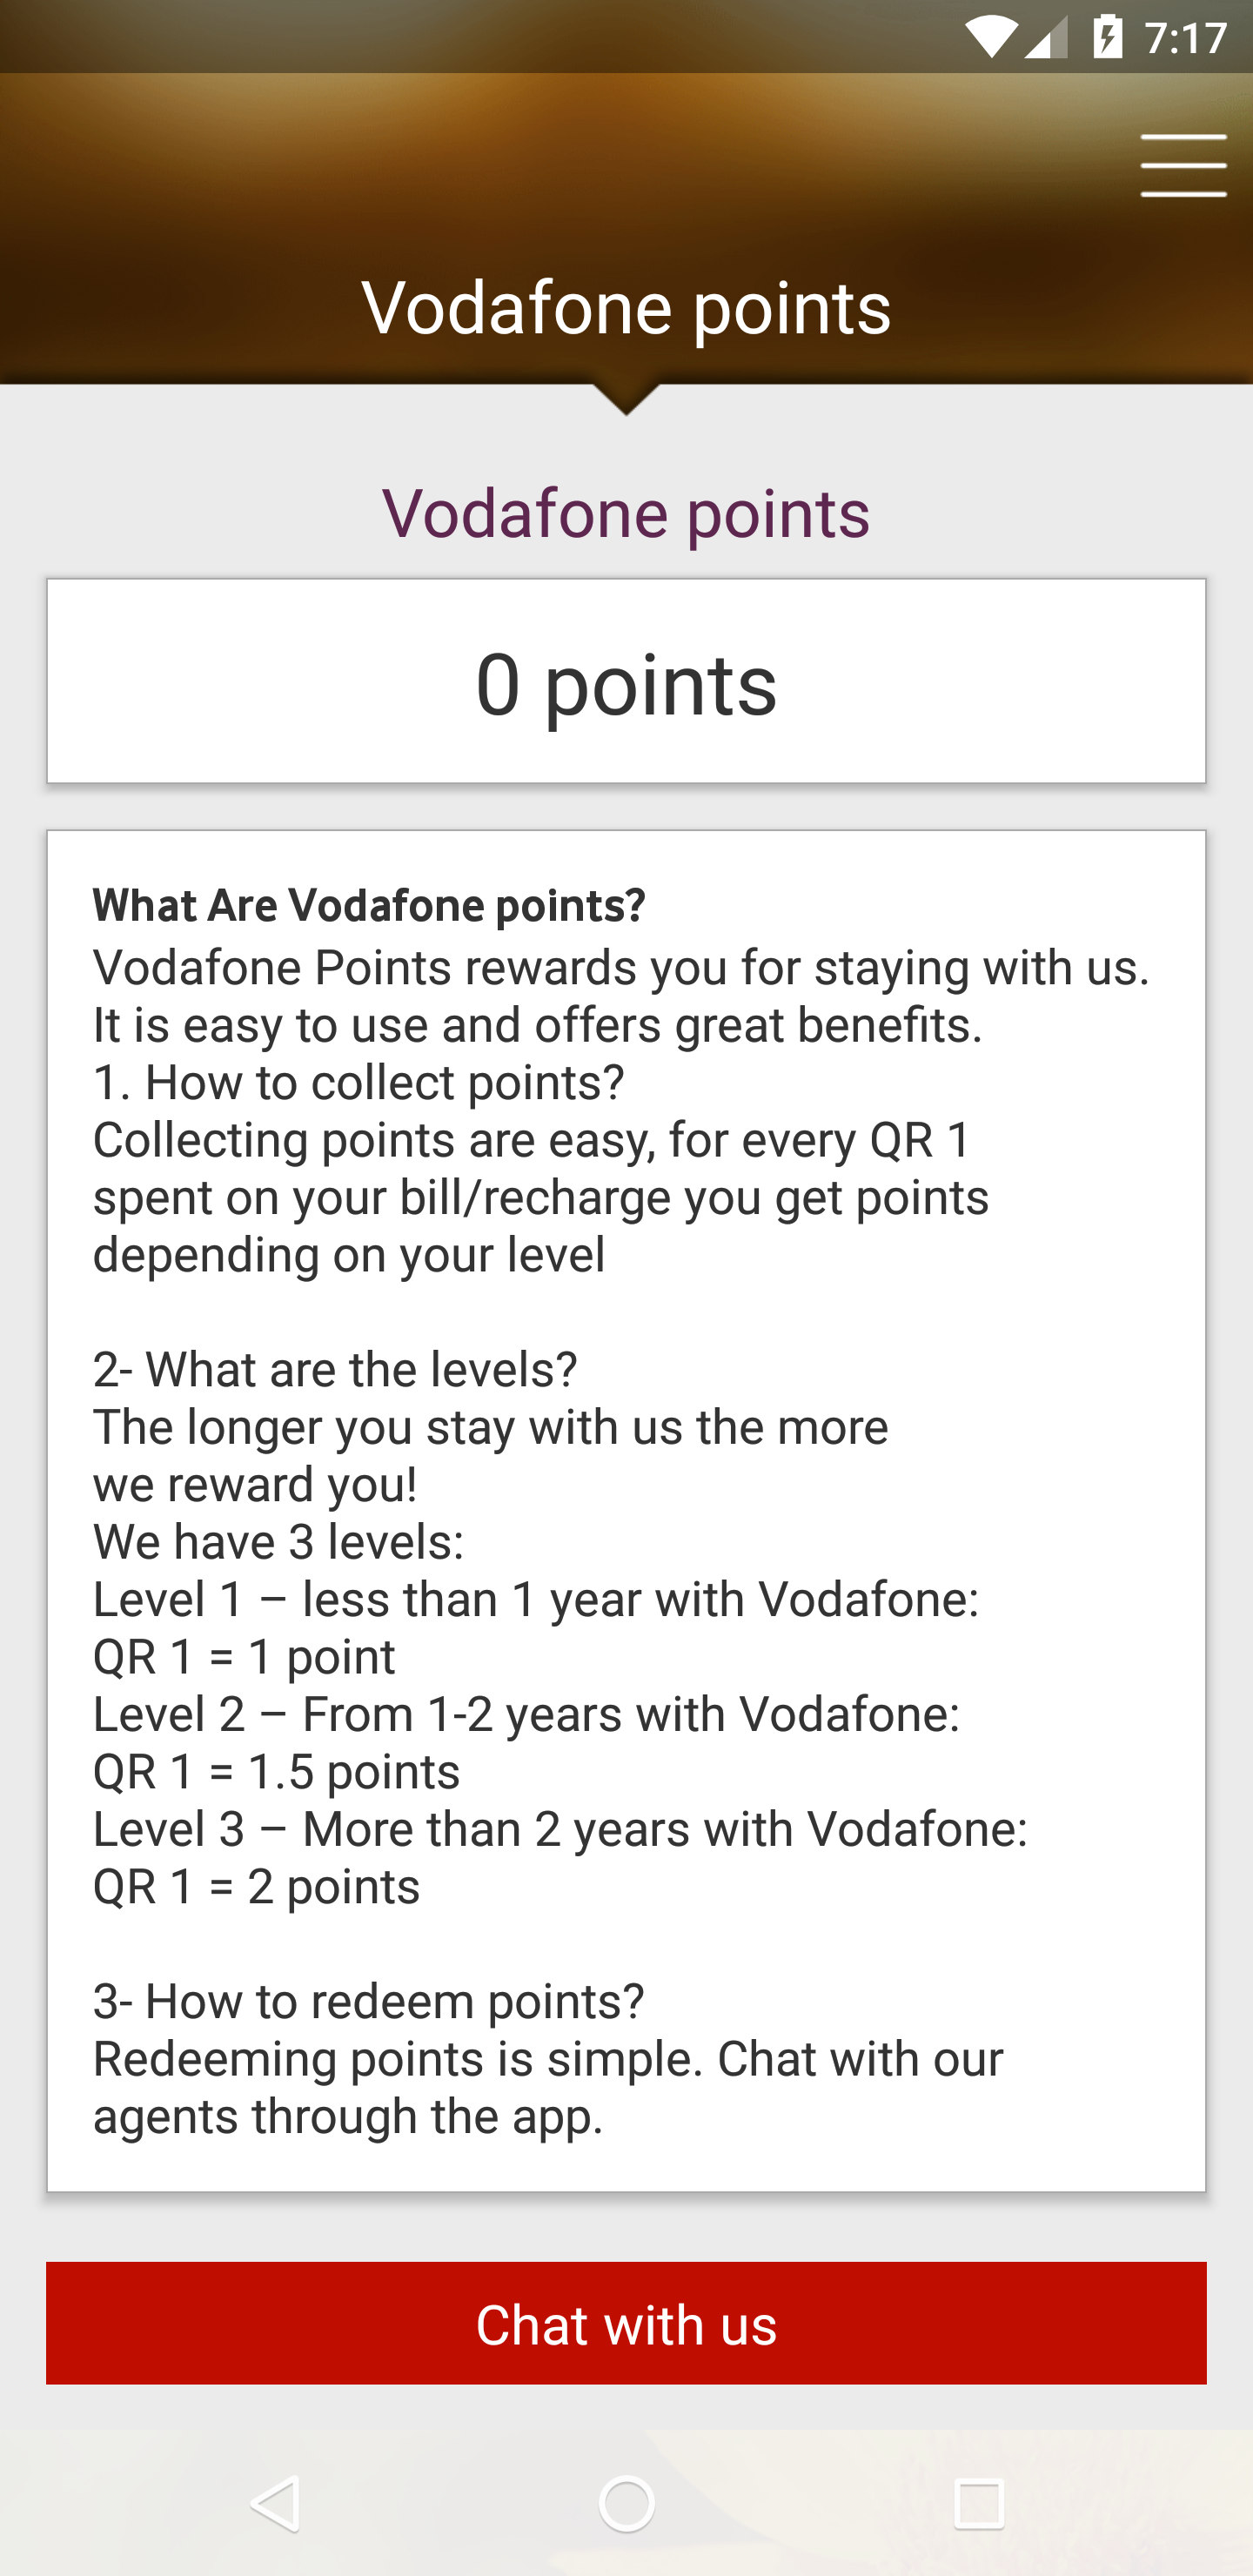 7:17
Vodafone points
Vodafone points
0 points
What Are Vodafone points?
Vodafone Points rewards you for staying with us.
It is easy to use and offers great benefits.
1. How to collect points?
Collecting points are easy, for every QR 1
spent on your bill/recharge you get points
depending on your level
2- What are the levels?
The longer you stay with us the more
we reward you!
We have 3 levels:
Level 1 – less than 1 year with Vodafone:
QR 1 = 1 point
Level 2 – From 1-2 years with Vodafone:
QR 1 = 1.5 points
Level 3 – More than 2 years with Vodafone:
QR 1 = 2 points
3- How to redeem points?
Redeeming points is simple. Chat with our
agents through the app.
Chat with us